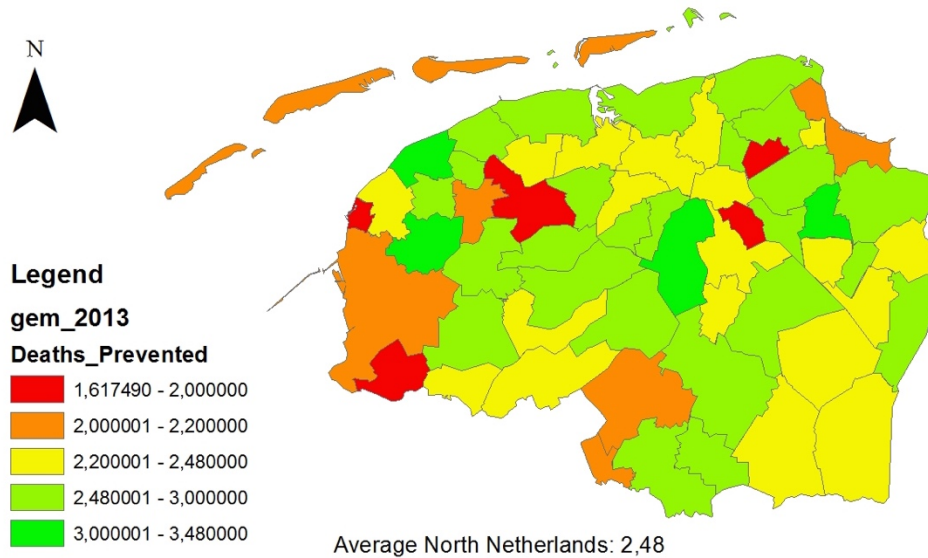 N
Legend
gem_2013
Deaths_Prevented
1,617490 - 2,000000
2,000001 - 2,200000
2,200001 - 2,480000
2,480001 - 3,000000
3,000001 - 3,480000
Average North Netherlands: 2,48